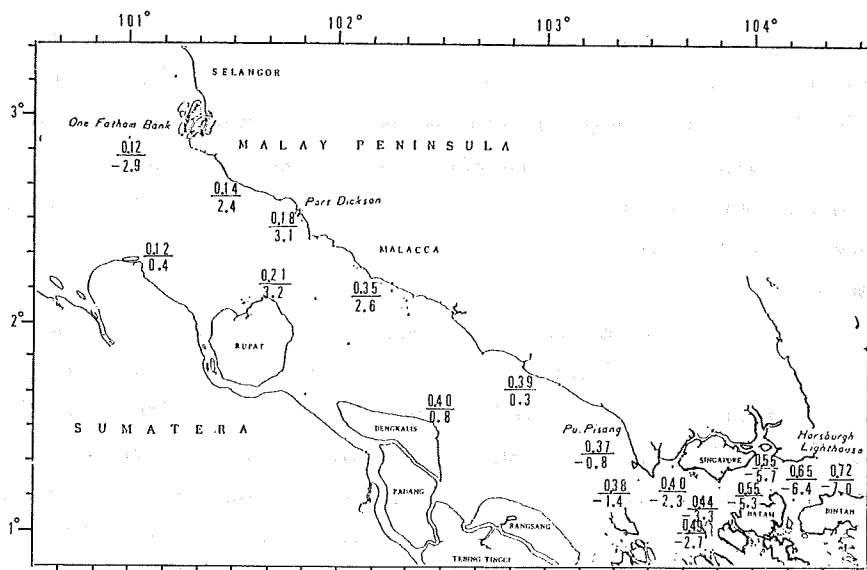 101° 102° 103° 104°
SELANGOR
3°
One Fathom Bank
MALAY PENINSULA
0.12
-2.9
0.14
2.4
Port Dickson
0.18
3.1
MALACCA
0.12
0.4
0.21
3.2
0.35
2.6
2°
RUPAT
0.39
0.3
0.40
0.8
SUMATERA
BENGKALIS
Pu. Pisang
Horsburgh
Lighthouse
0.37
-0.8
SINGAPURE
0.55
-5.7
0.65
-6.4
0.72
-7.0
PADANG
0.38
-1.4
0.40
-2.3
0.44
-3.3
0.55
-5.3
BATAM
BINTAN
1°
RANGSANG
-2.7
TEBING TINGGI